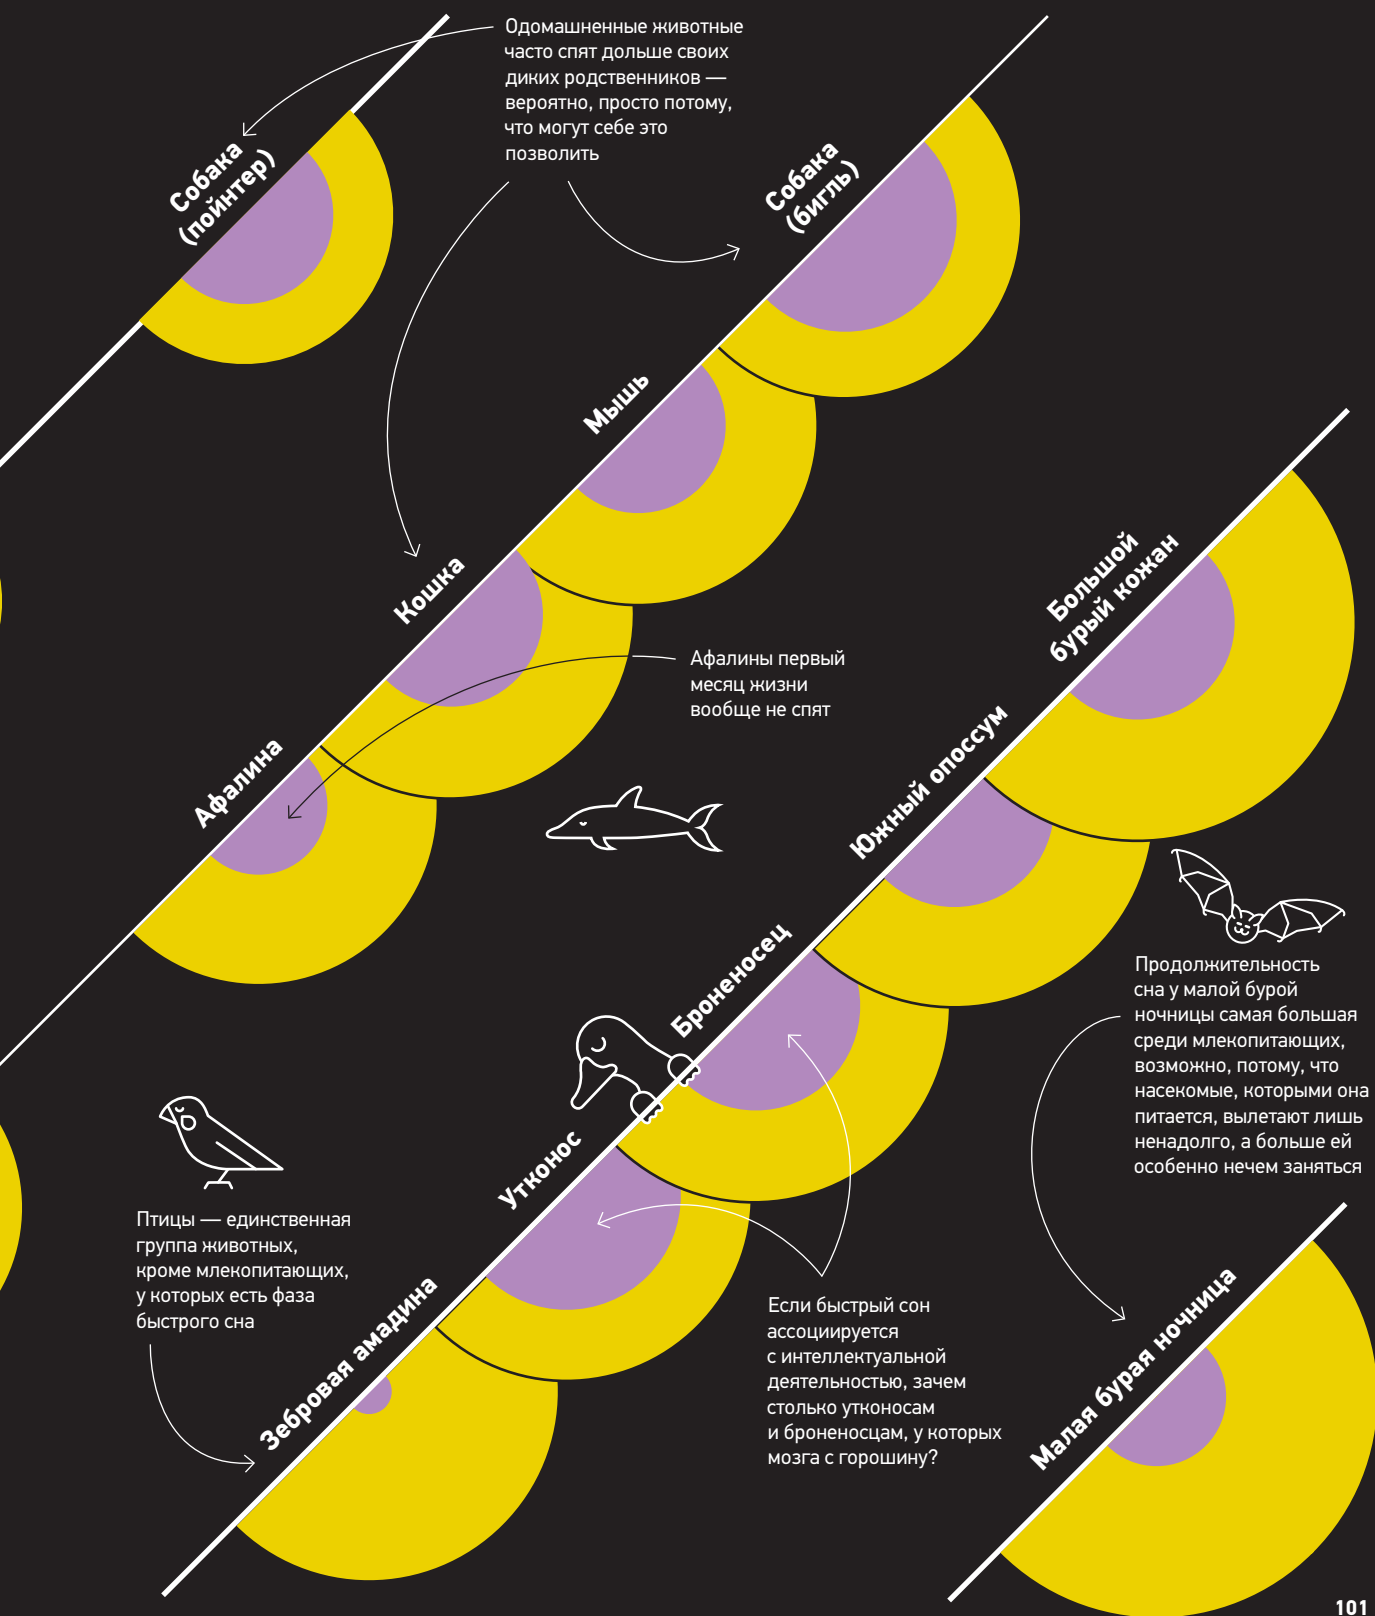 Одомашненные животные
часто спят дольше своих
диких родственников —
вероятно, просто потому,
что могут себе это
позволить
Собака
(пойнтер)
Собака
(бигль)
Мышь
Кошка
Афалина
Афалины первый
месяц жизни
вообще не спят
Большой
бурый кожан
Южный опоссум
Броненосец
Утконос
Зебровая амадина
Продолжительность
сна у малой бурой
ночницы самая большая
среди млекопитающих,
возможно, потому, что
насекомые, которыми она
питается, вылетают лишь
ненадолго, а больше ей
особенно нечем заняться
Птицы — единственная
группа животных,
кроме млекопитающих,
у которых есть фаза
быстрого сна
Если быстрый сон
ассоциируется
с интеллектуальной
деятельностью, зачем
столько утконосам
и броненосцам, у которых
мозга с горошину?
Малая бурая ночница
101